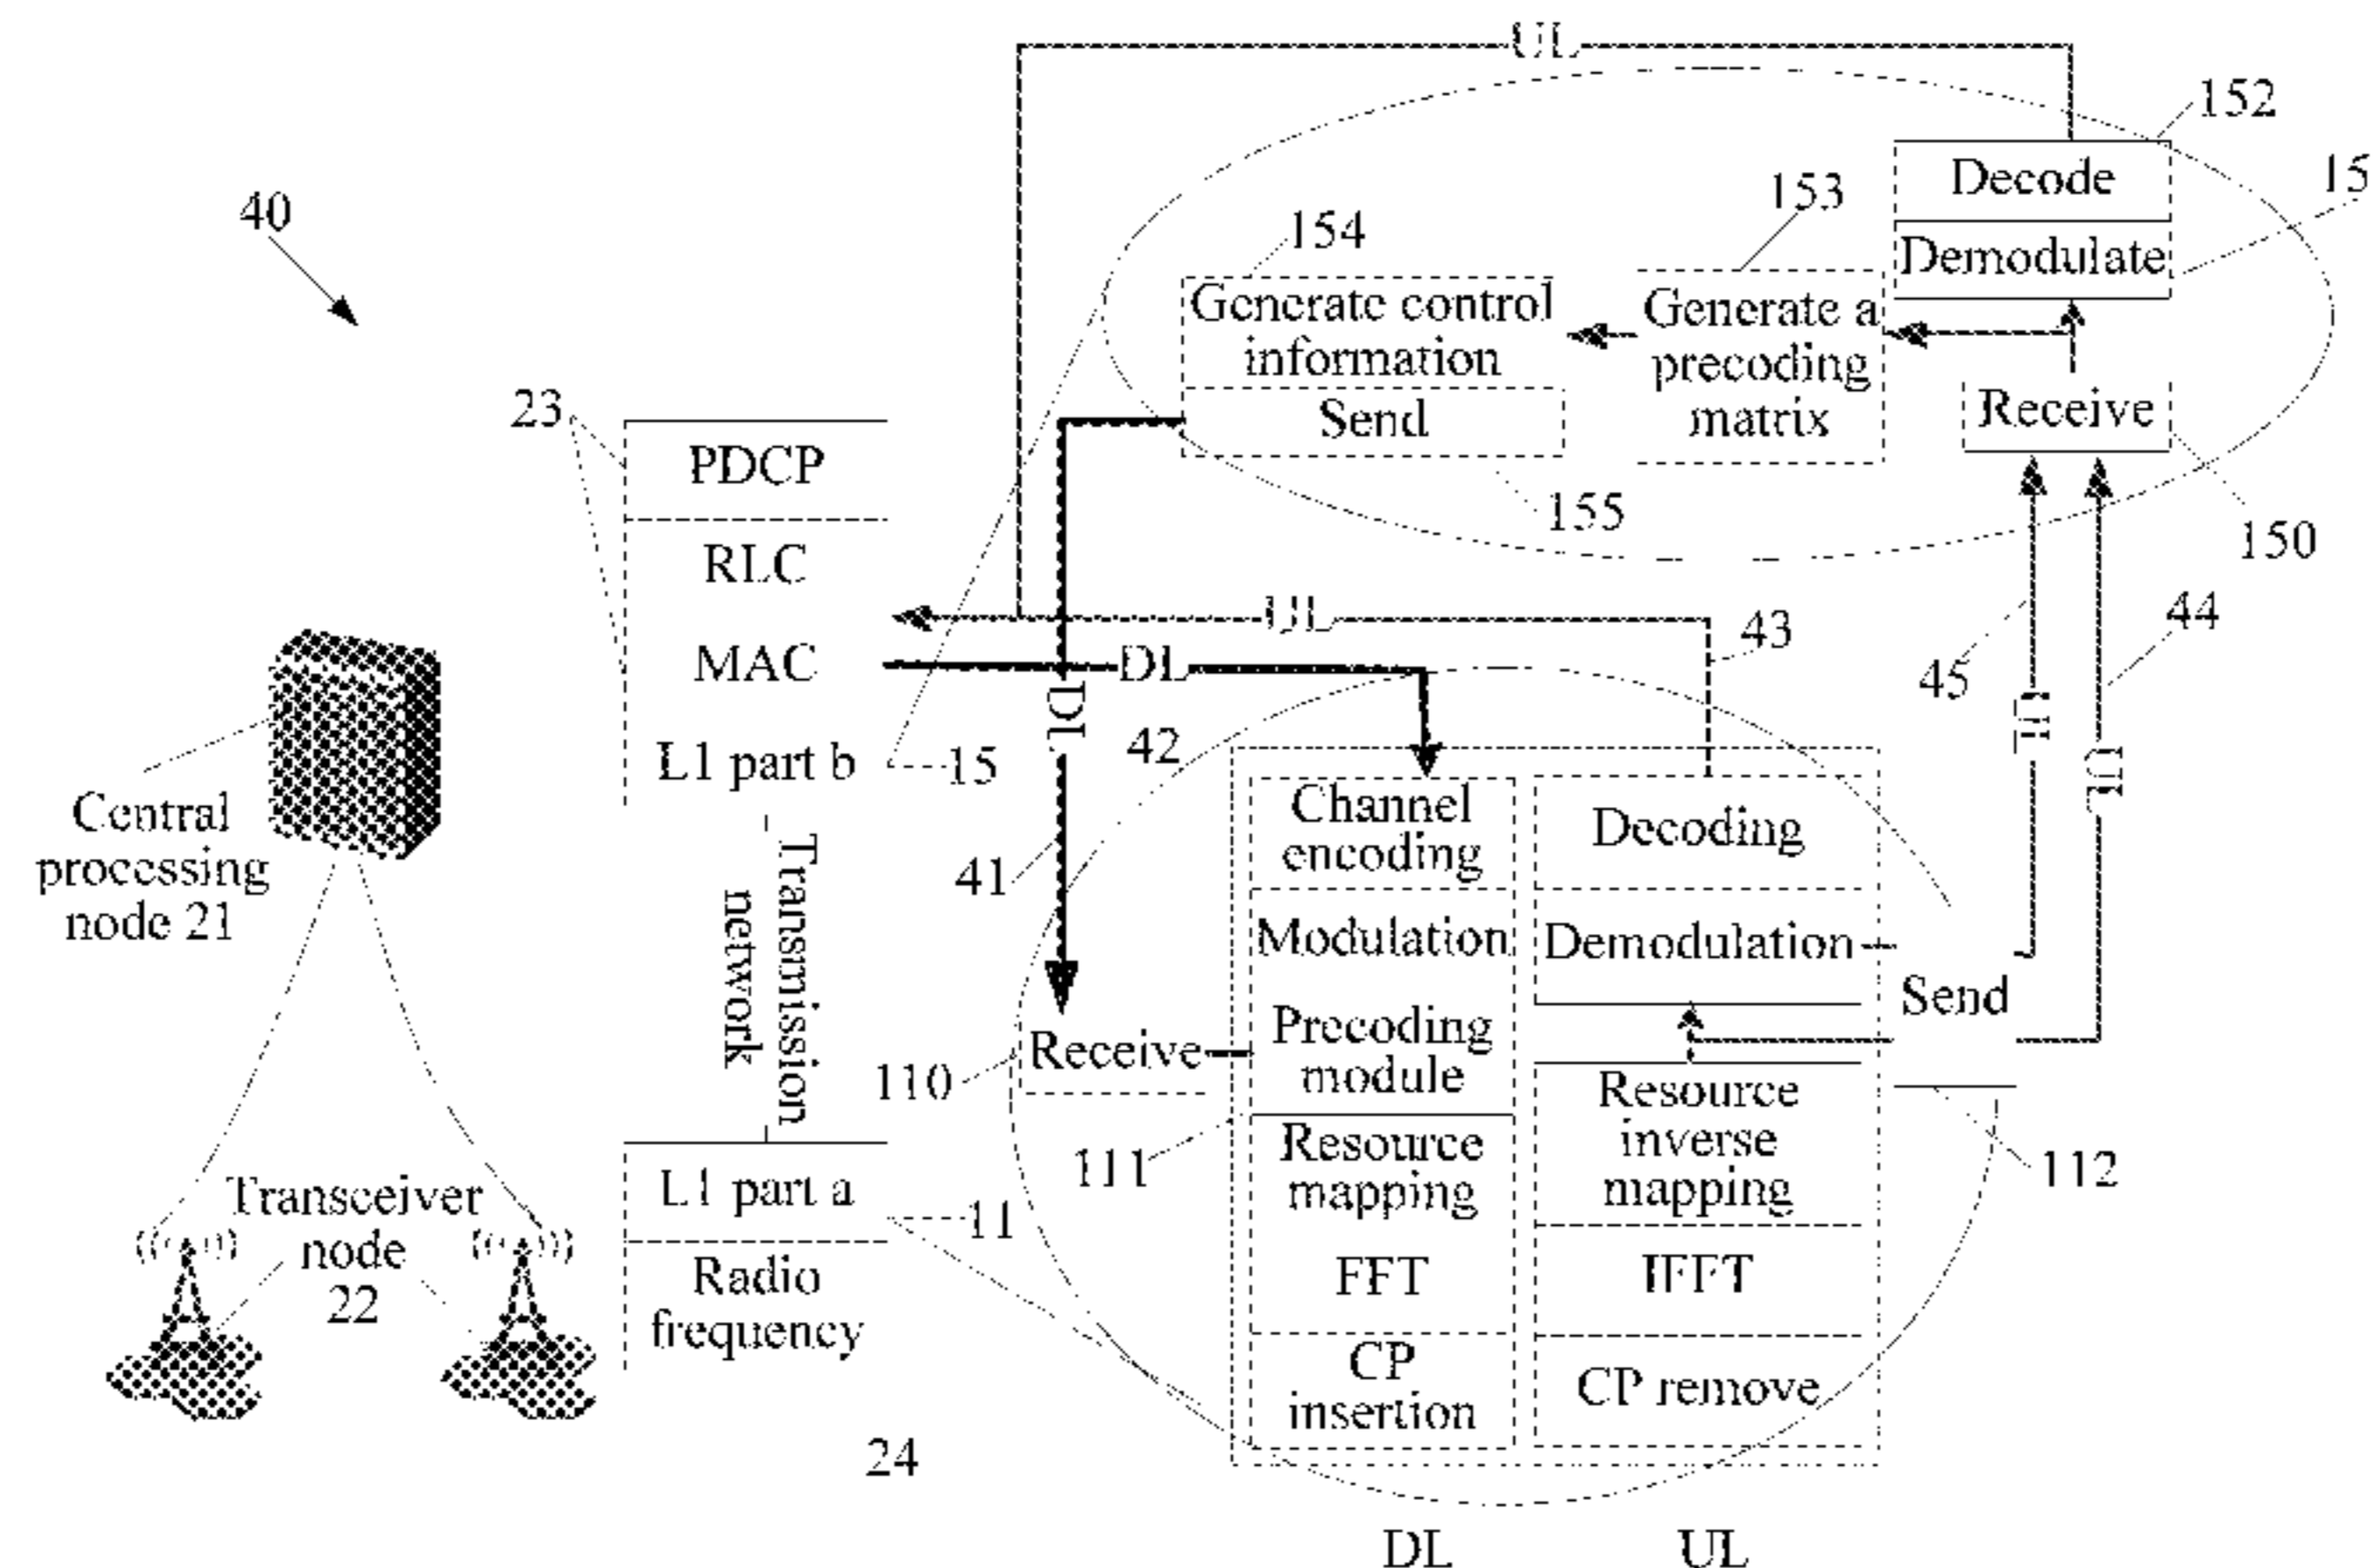 UL
152
Decode
15
153
Demodulate
40
154
Generate control
information
Generate a
precoding
matrix
Send
Receive
23
PDCP
155
150
RLC
UL
43
44
MAC
DL
45
DL
UL
UL
42
L1 part b
15
Central
processing
node 21
Transmission
network
41
Channel
encoding
Decoding
Modulation
Demodulation
Send
Receive
Precoding
module
110
Resource
inverse
mapping
111
Resource
mapping
112
L1 part a
11
Transceiver
node
22
Radio
frequency
FFT
IFFT
CP
insertion
CP remove
24
DL
UL